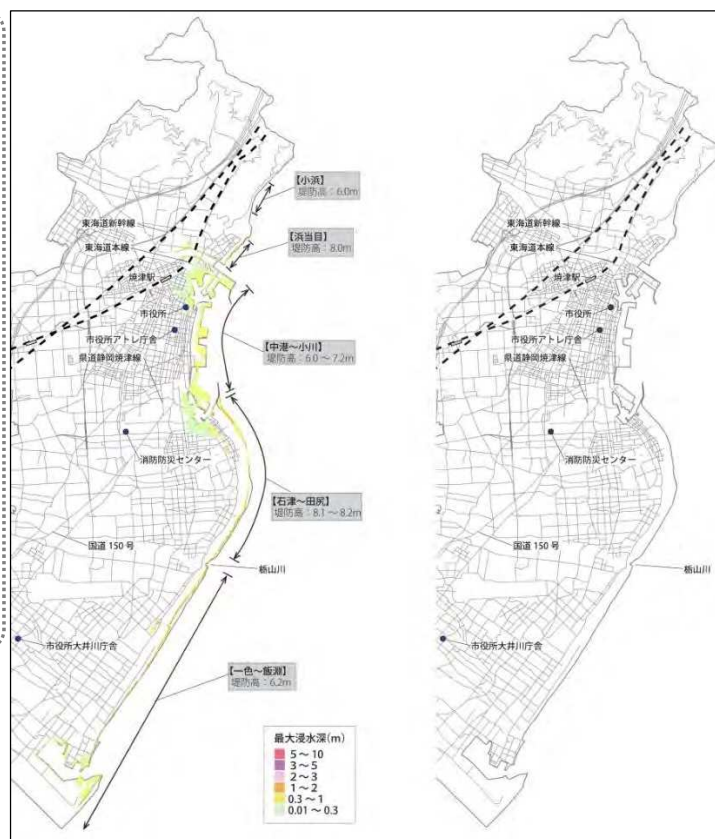 【小浜】
堤防高：6.0m
東海道新幹線
【浜当目】
堤防高：8.0m
東海道本線
焼津駅
市役所
市役所アトレ庁舎
【中港～小川】
堤防高：6.0～7.2m
県道静岡焼津線
消防防災センター
【石津～田尻】
堤防高：8.1～8.2m
国道150号
栃山川
市役所大井川庁舎
【一色～飯淵】
堤防高：6.2m
最大浸水深(m)
5～10
3～5
2～3
1～2
0.3～1
0.01～0.3
東海道新幹線
東海道本線
焼津駅
市役所
市役所アトレ庁舎
県道静岡焼津線
消防防災センター
国道150号
栃山川
市役所大井川庁舎